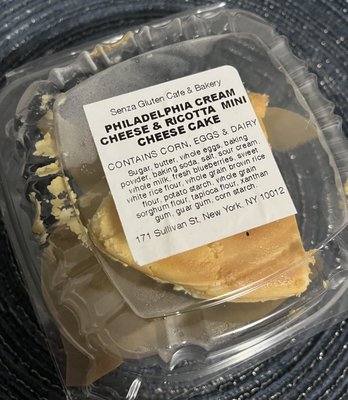 Senza Gluten Cafe & Bakery
PHILADELPHIA CREAM
CHEESE & RICOTTA MINI
CHEESE CAKE
CONTAINS CORN, EGGS & DAIRY
Sugar, butter, whole eggs, baking
powder, baking soda, salt, sour cream,
whole milk, fresh blueberries, sweet
white rice flour, whole grain brown rice
flour, potato starch, whole grain
sorghum flour, tapioca flour, xanthan
gum, guar gum, corn starch.
171 Sullivan St. New York, NY 10012